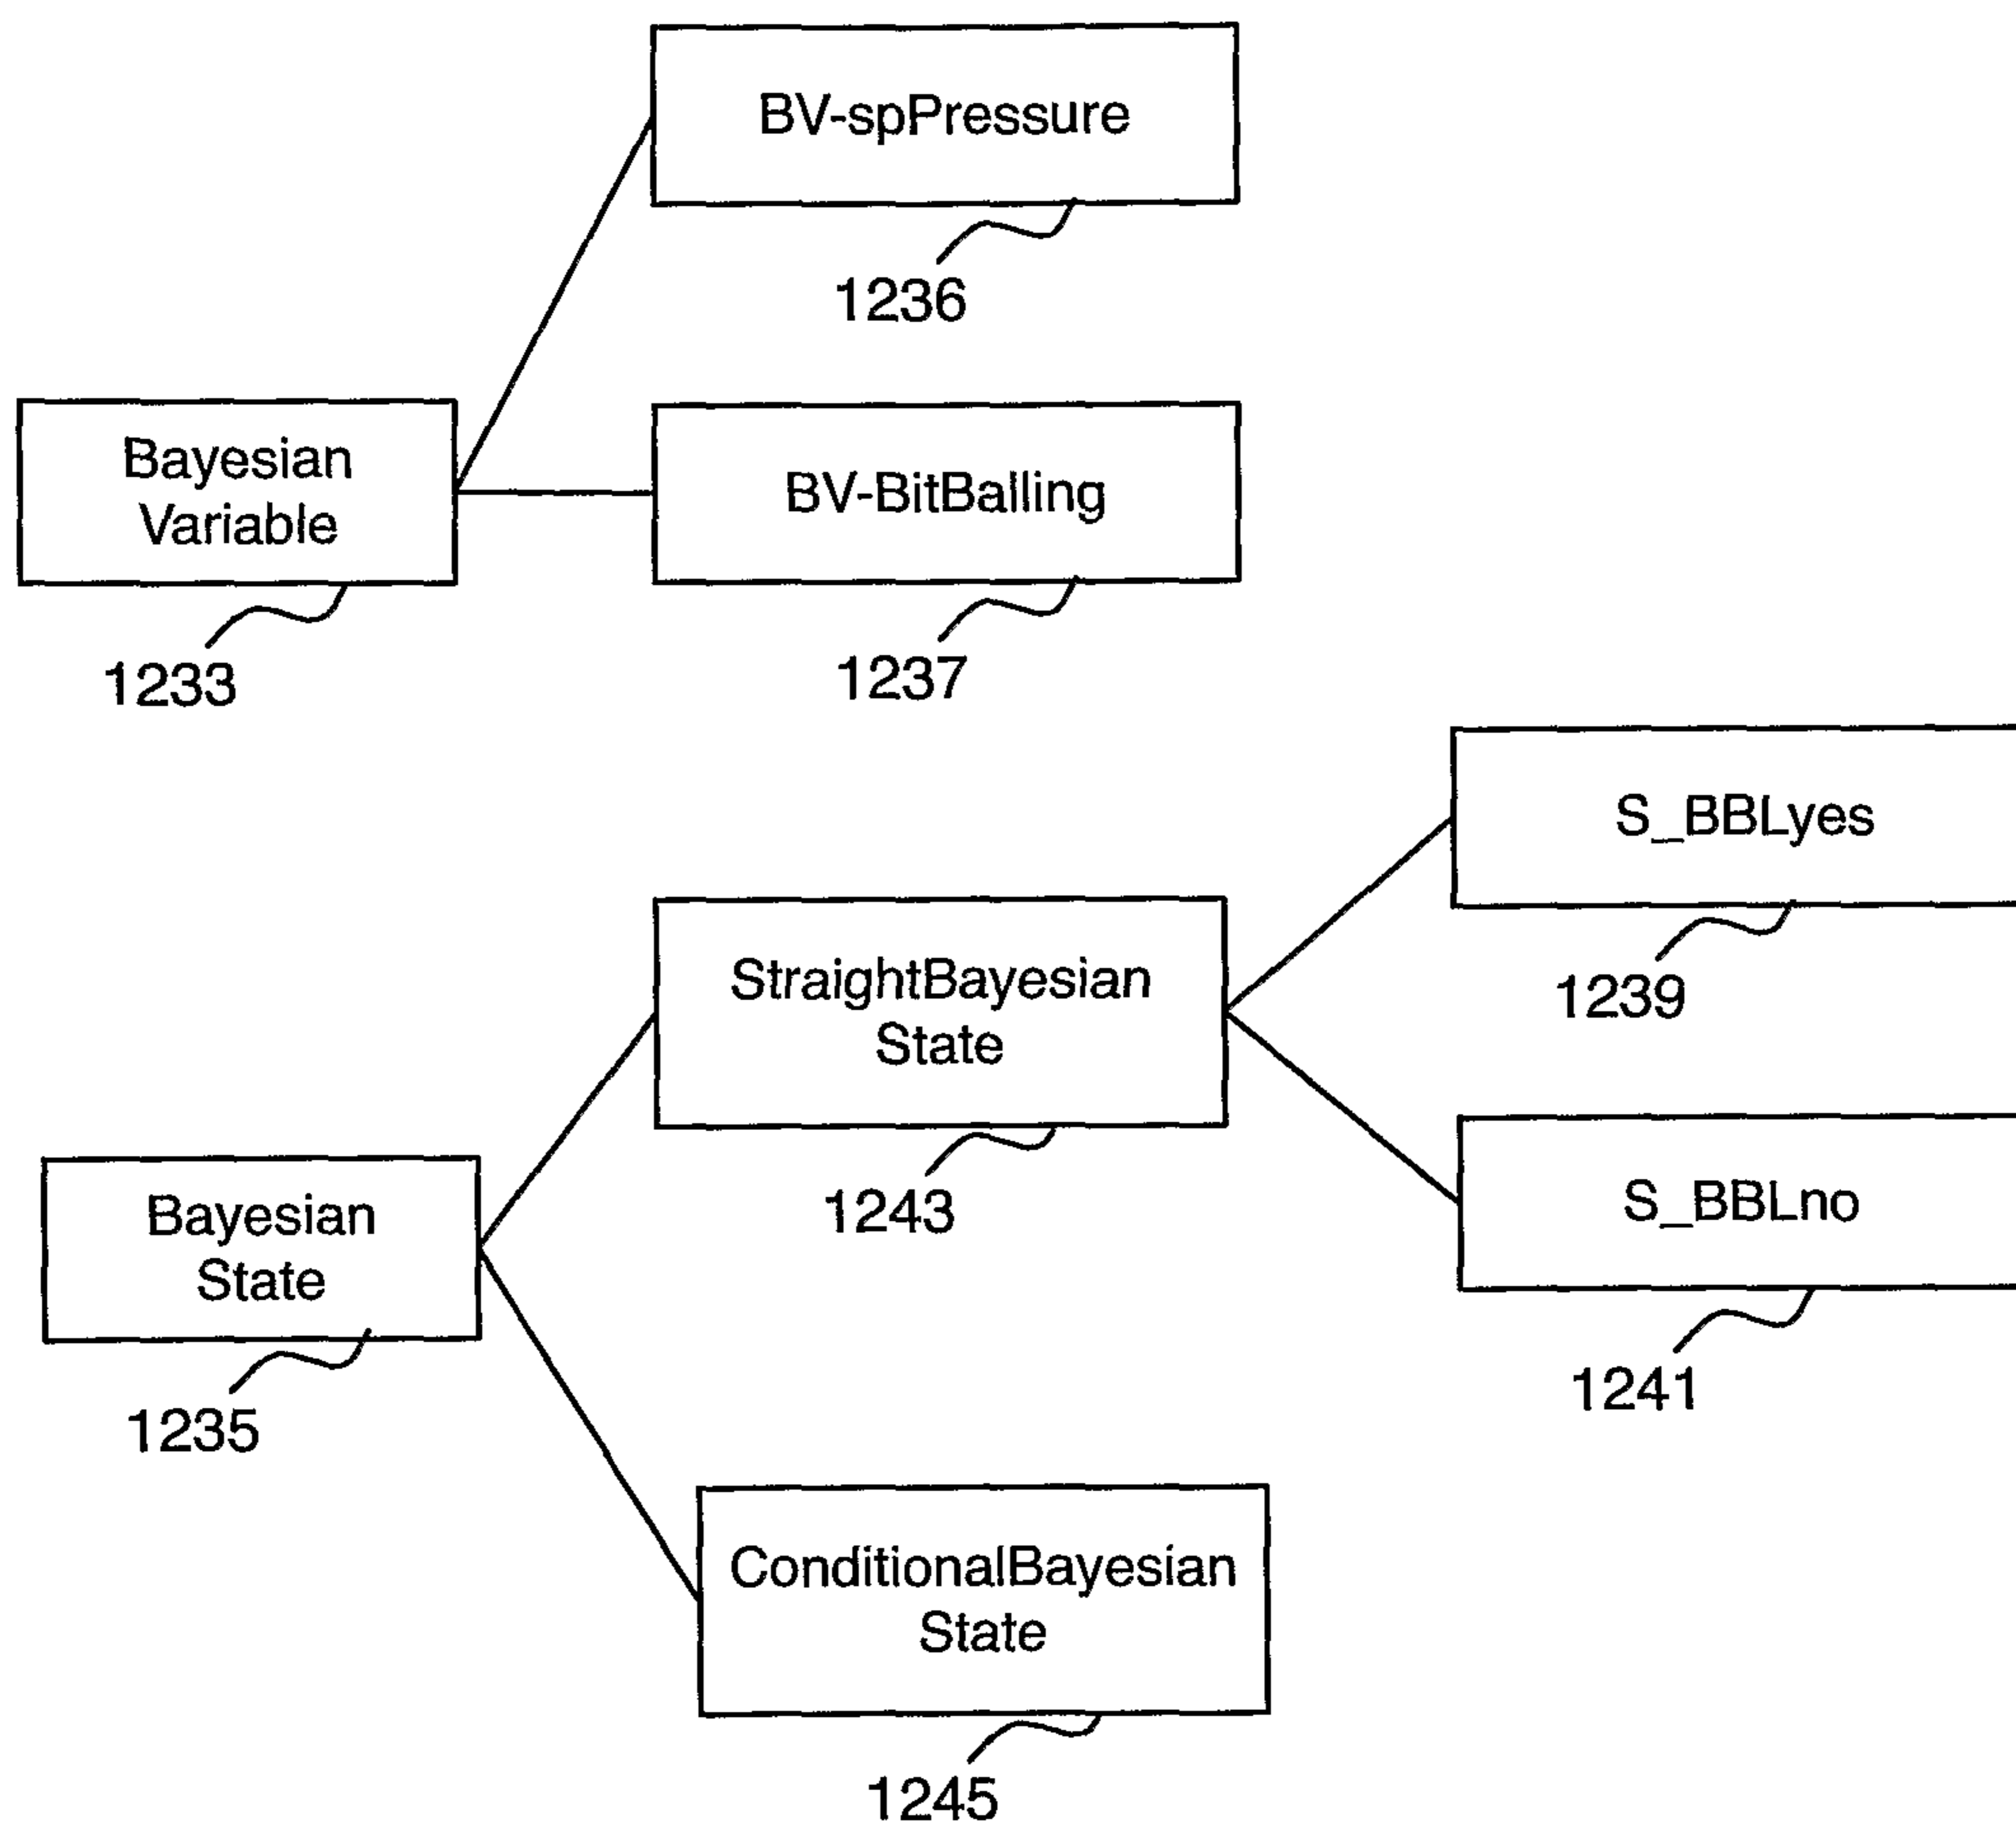 BV-spPressure
1236
Bayesian
Variable
1233
BV-BitBalling
1237
S_BBLyes
1239
StraightBayesian
State
1243
S_BBLno
1241
Bayesian
State
1235
ConditionalBayesian
State
1245